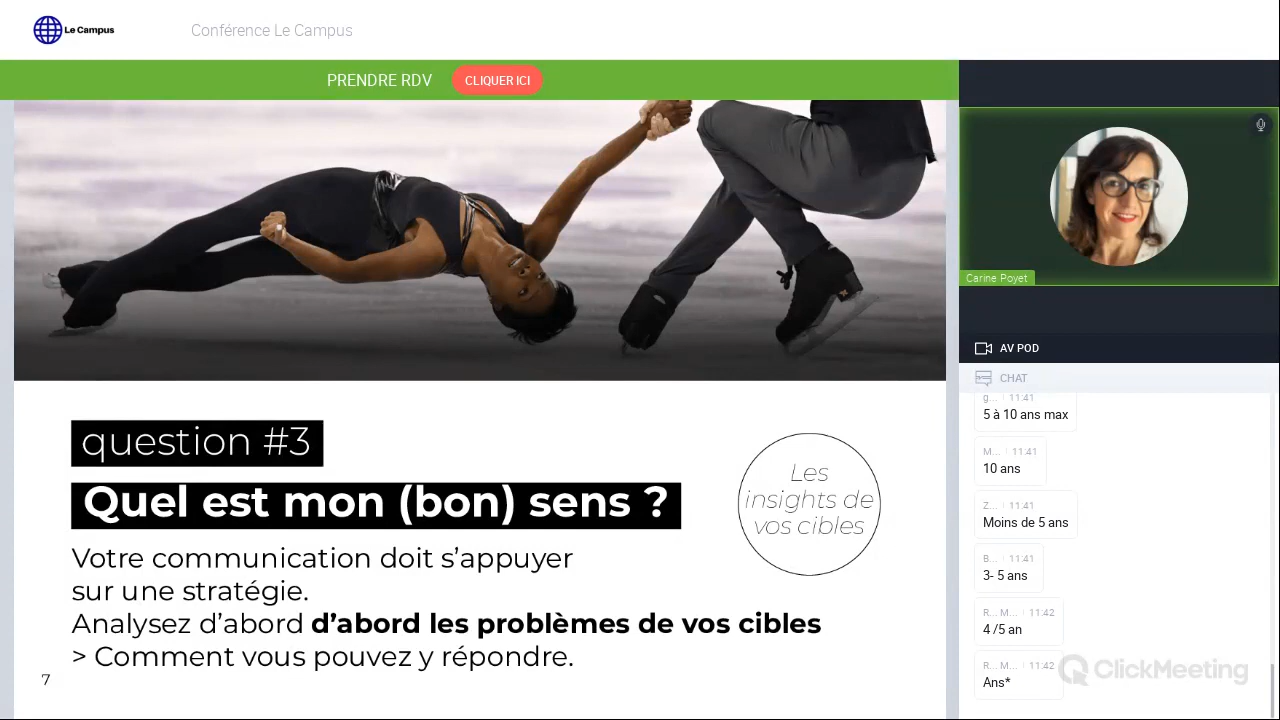 Le Campus
Conférence Le Campus
PRENDRE RDV
CLIQUER ICI
question #3
Quel est mon (bon) sens ?
Les
insights de
vos cibles
Votre communication doit s’appuyer
sur une stratégie.
Analysez d’abord d’abord les problèmes de vos cibles
> Comment vous pouvez y répondre.
7
Carine Poyet
AV POD
CHAT
g... 11:41
5 à 10 ans max
M... 11:41
10 ans
Z... 11:41
Moins de 5 ans
B... 11:41
3- 5 ans
R... M... 11:42
4 /5 an
R... M... 11:42
Ans*
ClickMeeting